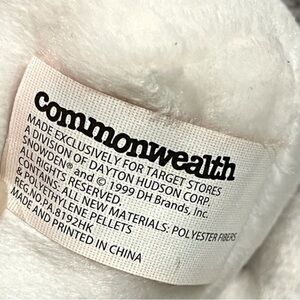 commonwealth
MADE EXCLUSIVELY FOR TARGET STORES
A DIVISION OF DAYTON HUDSON CORP.
SNOWDEN® and © 1999 DH Brands, Inc.
ALL RIGHTS RESERVED.
CONTENTS: ALL NEW MATERIALS: POLYESTER FIBERS
& POLYETHYLENE PELLETS
REG.NO. PA 8192HK
MADE AND PRINTED IN CHINA